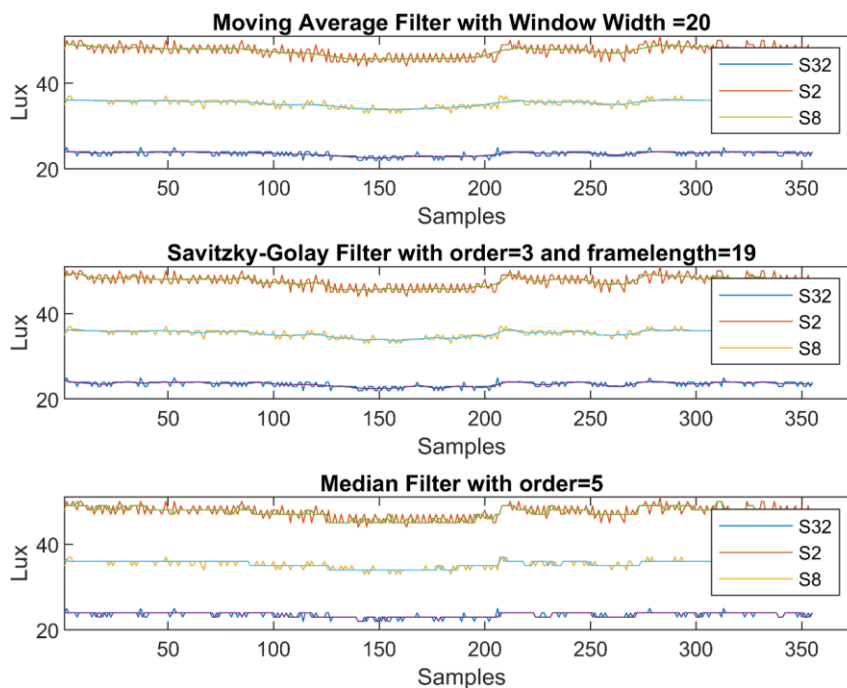 Moving Average Filter with Window Width =20
Lux
40
20
S32
S2
S8
50 100 150 200 250 300 350
Samples
Savitzky-Golay Filter with order=3 and framelength=19
Lux
40
20
S32
S2
S8
50 100 150 200 250 300 350
Samples
Median Filter with order=5
Lux
40
20
S32
S2
S8
50 100 150 200 250 300 350
Samples